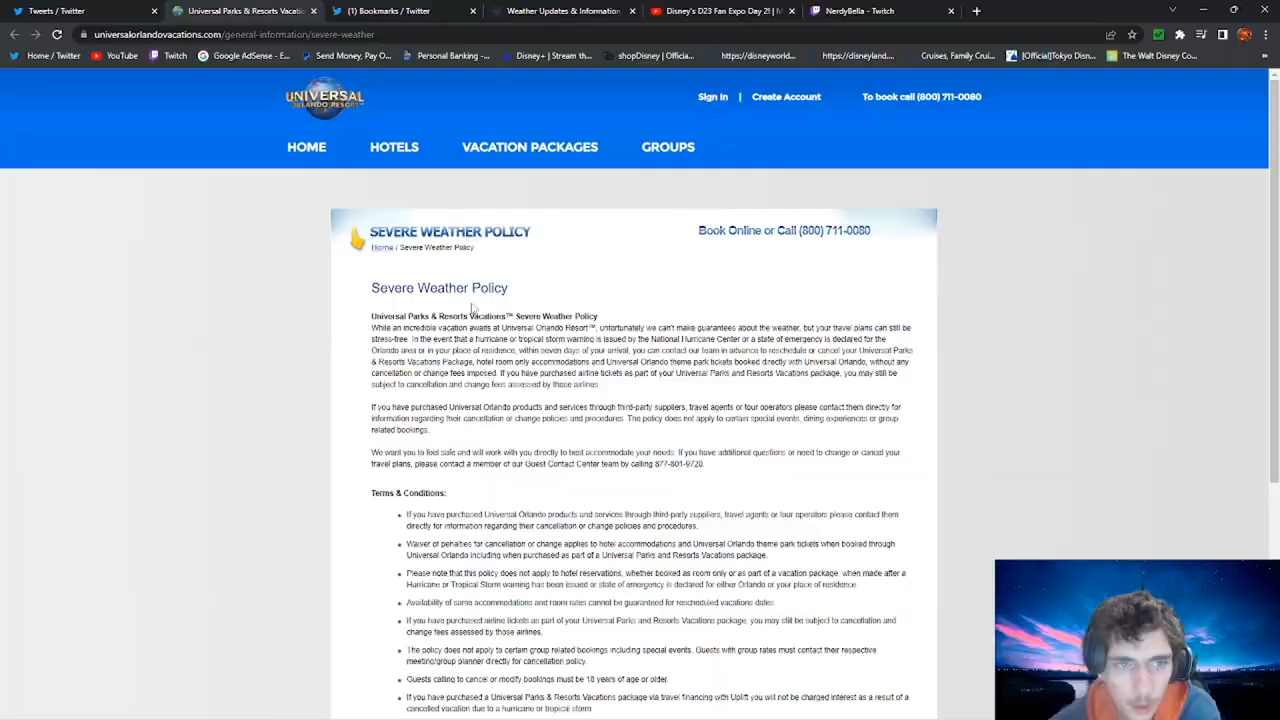 Tweets / Twitter
Universal Parks & Resorts Vacatio
(1) Bookmarks / Twitter
Weather Updates & Information
Disney's D23 Fan Expo Day 2! | M
NerdyBella - Twitch
universalorlandovacations.com/general-information/severe-weather
Home / Twitter
YouTube
Twitch
Google AdSense - E...
Send Money, Pay O...
Personal Banking -...
Disney+ | Stream th...
shopDisney | Officia...
https://disneyworld...
https://disneyland....
Cruises, Family Crui...
[Official]Tokyo Disn...
The Walt Disney Co...
UNIVERSAL
ORLANDO RESORT
Sign In | Create Account
To book call (800) 711-0080
HOME
HOTELS
VACATION PACKAGES
GROUPS
SEVERE WEATHER POLICY
Book Online or Call (800) 711-0080
Home / Severe Weather Policy
Severe Weather Policy
Universal Parks & Resorts Vacations™ Severe Weather Policy
While an incredible vacation awaits at Universal Orlando Resort™, unfortunately we can't make guarantees about the weather, but your travel plans can still be
stress-free. In the event that a hurricane or tropical storm warning is issued by the National Hurricane Center or a state of emergency is declared for the
Orlando area or in your place of residence, within seven days of your arrival, you can contact our team in advance to reschedule or cancel your Universal Parks
& Resorts Vacations Package, hotel room only accommodations and Universal Orlando theme park tickets booked directly with Universal Orlando, without any
cancellation or change fees imposed. If you have purchased airline tickets as part of your Universal Parks and Resorts Vacations package, you may still be
subject to cancellation and change fees assessed by those airlines.
If you have purchased Universal Orlando products and services through third-party suppliers, travel agents or tour operators please contact them directly for
information regarding their cancellation or change policies and procedures. The policy does not apply to certain special events, dining experiences or group
related bookings.
We want you to feel safe and will work with you directly to best accommodate your needs. If you have additional questions or need to change or cancel your
travel plans, please contact a member of our Guest Contact Center team by calling 877-801-9720.
Terms & Conditions:
If you have purchased Universal Orlando products and services through third-party suppliers, travel agents or tour operators please contact them
directly for information regarding their cancellation or change policies and procedures.
Waiver of penalties for cancellation or change applies to hotel accommodations and Universal Orlando theme park tickets when booked through
Universal Orlando including when purchased as part of a Universal Parks and Resorts Vacations package.
Please note that this policy does not apply to hotel reservations, whether booked as room only or as part of a vacation package, when made after a
Hurricane or Tropical Storm warning has been issued or state of emergency is declared for either Orlando or your place of residence.
Availability of same accommodations and room rates cannot be guaranteed for rescheduled vacations dates.
If you have purchased airline tickets as part of your Universal Parks and Resorts Vacations package, you may still be subject to cancellation and
change fees assessed by those airlines.
The policy does not apply to certain group related bookings including special events. Guests with group rates must contact their respective
meeting/group planner directly for cancellation policy.
Guests calling to cancel or modify bookings must be 18 years of age or older.
If you have purchased a Universal Parks & Resorts Vacations package via travel financing with Uplift you will not be charged interest as a result of a
cancelled vacation due to a hurricane or tropical storm